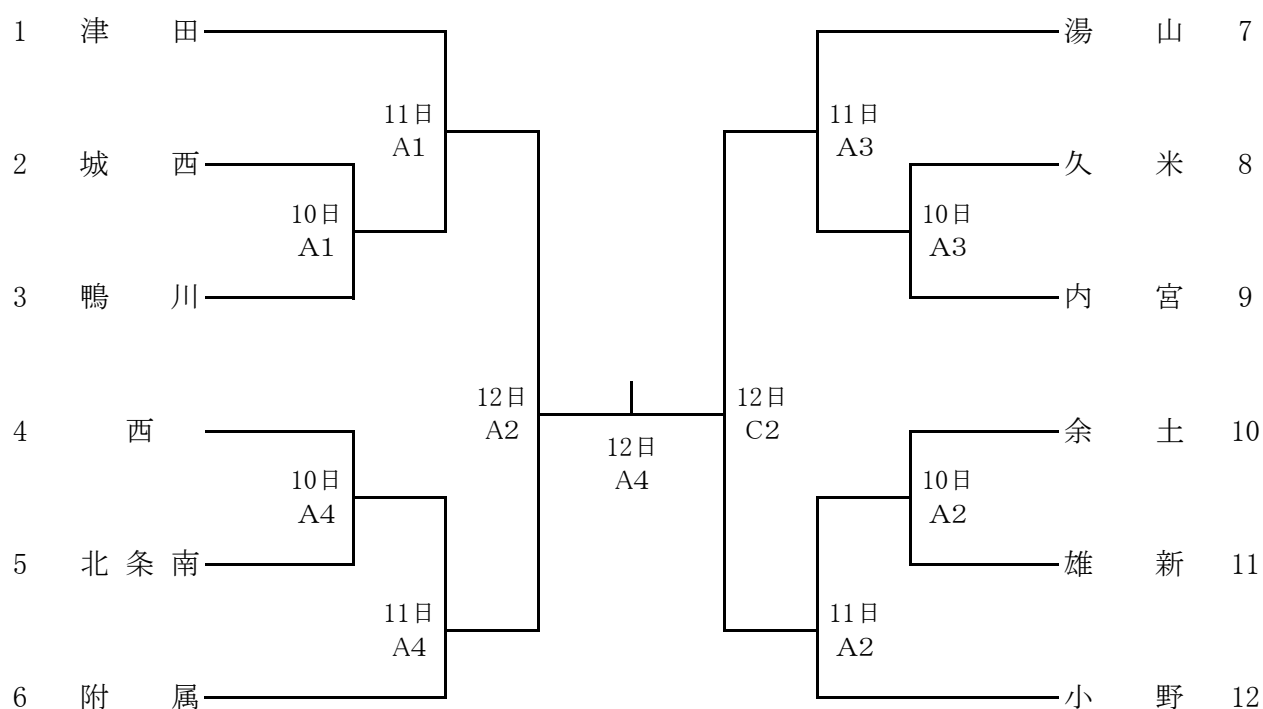 1 津 田
湯 山 7
11日
A1
11日
A3
2 城 西
久 米 8
10日
A1
10日
A3
3 鴨 川
内 宮 9
12日
A2
12日
C2
4 西
余 土 10
12日
A4
10日
A4
10日
A2
5 北 条 南
雄 新 11
11日
A4
11日
A2
6 附 属
小 野 12